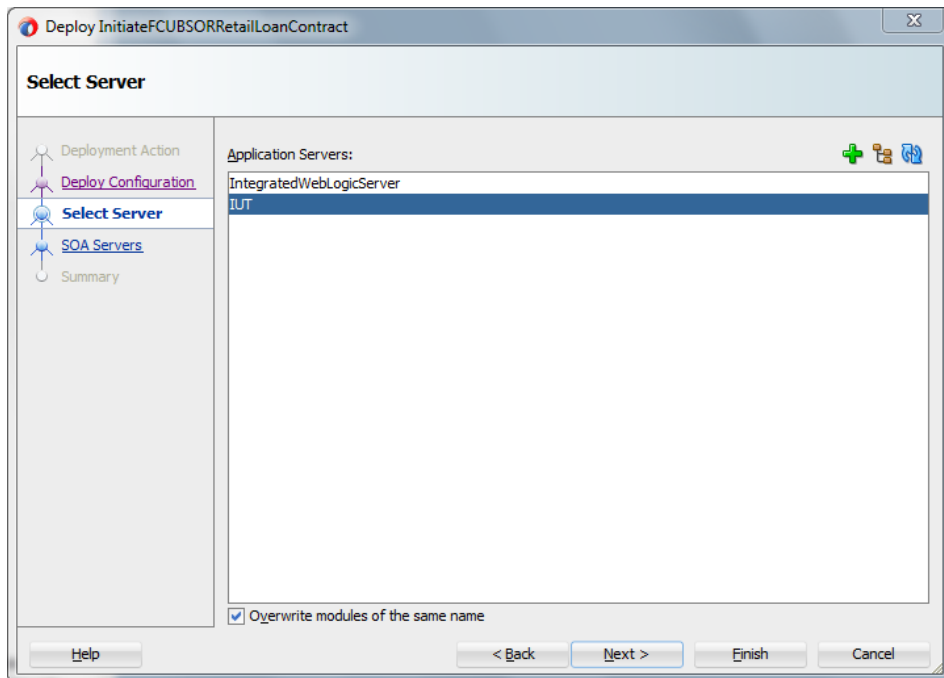 Deploy InitiateFCUBSORRetailLoanContract
Select Server
Deployment Action
Deploy Configuration
Select Server
SOA Servers
Summary
Application Servers:
IntegratedWebLogicServer
IUT
Overwrite modules of the same name
Help
< Back
Next >
Finish
Cancel